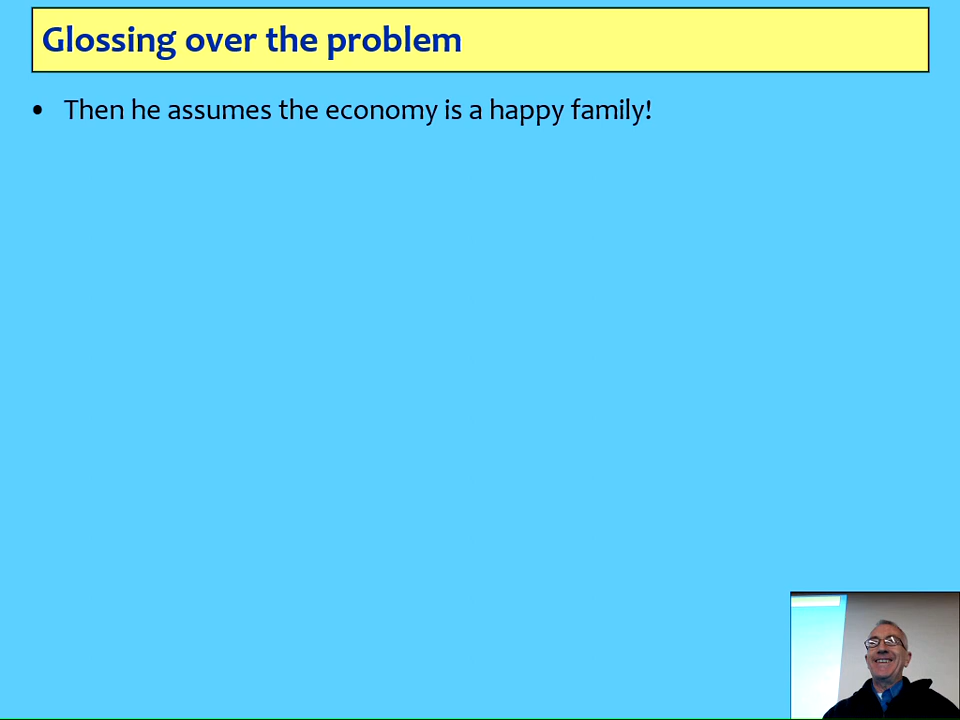 Glossing over the problem
• Then he assumes the economy is a happy family!